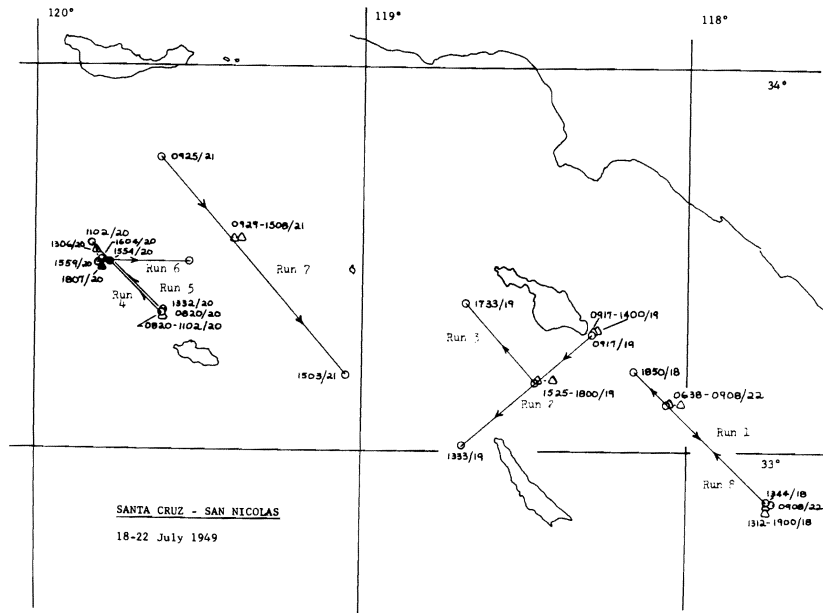 120°
119°
118°
34°
0925/21
1102/20
1306/20
1604/20
1554/20
1559/20
1807/20
0929-1508/21
Run 6
Run 7
Run 5
Run 4
1332/20
0820/20
0820-1102/20
1733/19
0917-1400/19
0917/19
Run 3
1503/21
1850/18
0638-0908/22
1525-1800/19
Run 2
Run 1
1333/19
33°
Run 8
1344/18
0908/22
1312-1900/18
SANTA CRUZ - SAN NICOLAS
18-22 July 1949